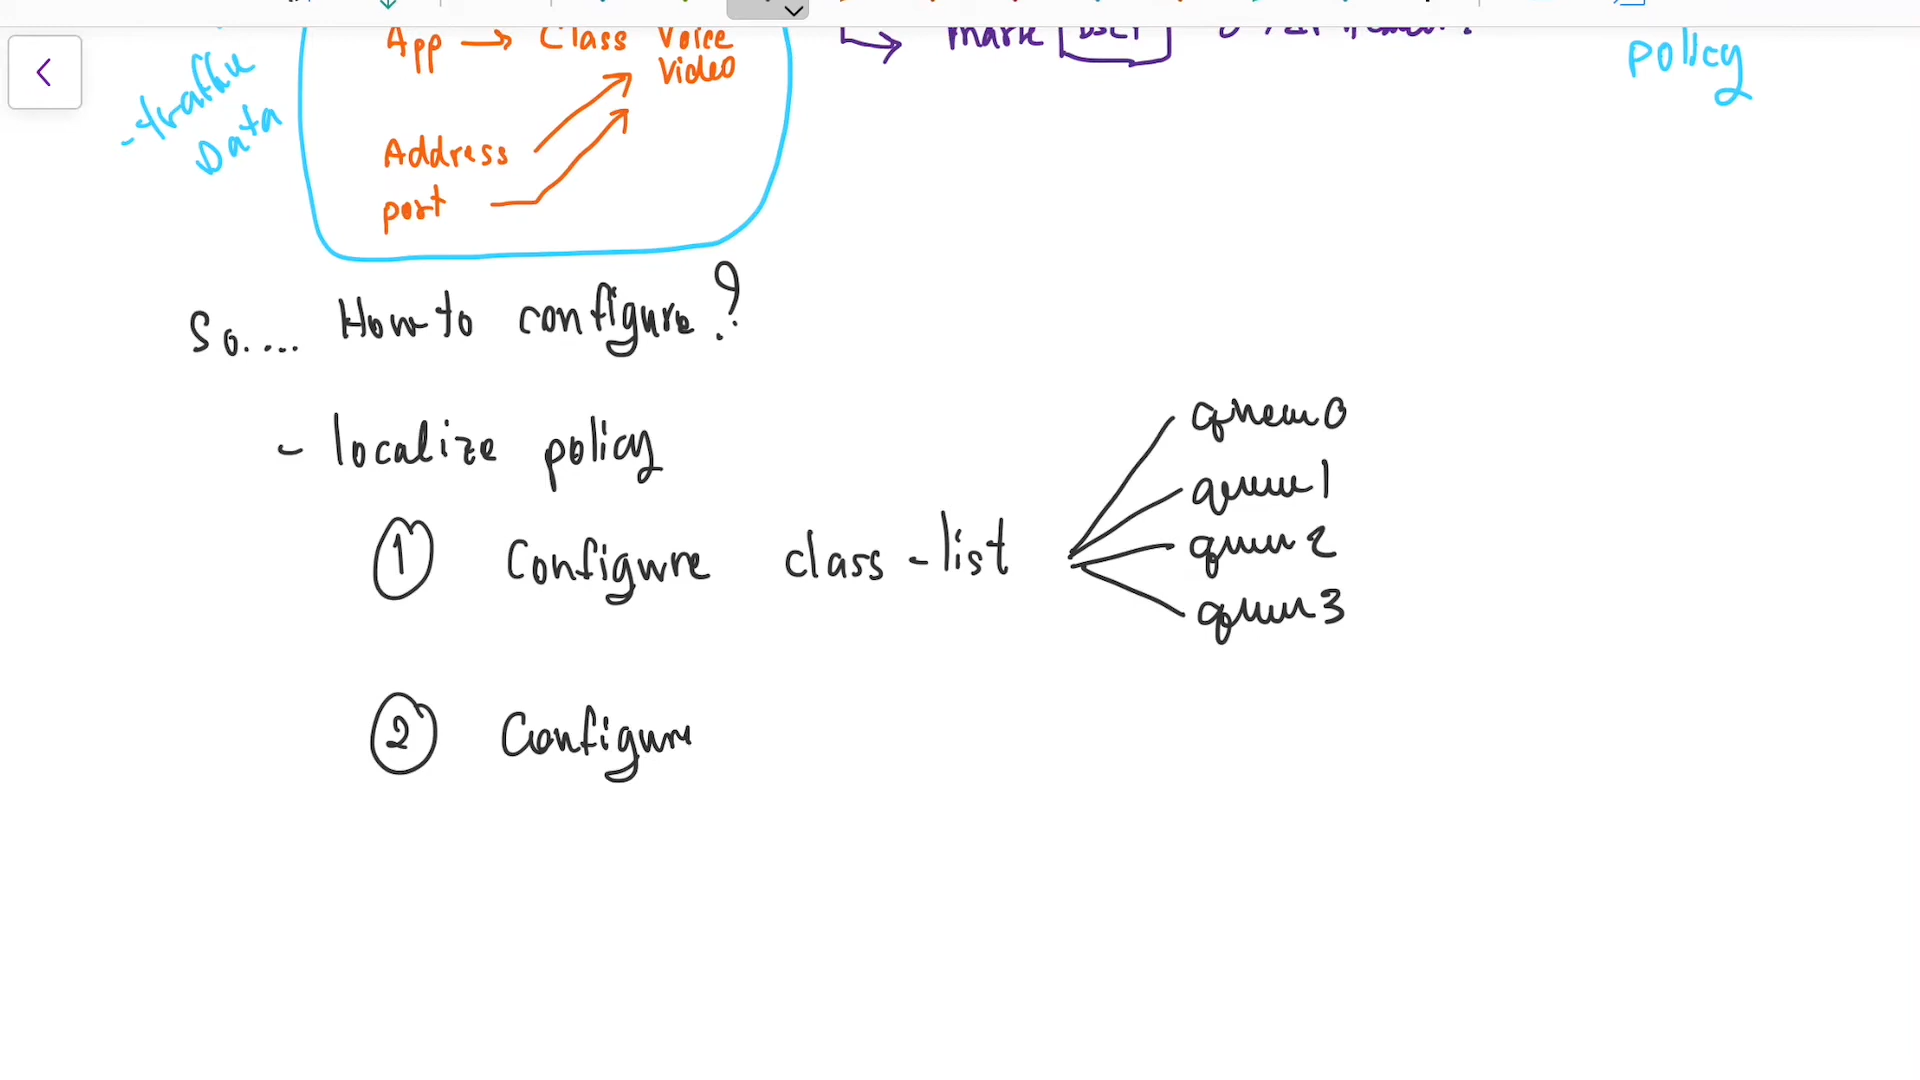 App → Class Voice
Video
mark DSCP
policy
-traffic
Data
Address
port
So.... How to configure?
- localize policy
queue 0
queue 1
① Configure class-list
queue 2
queue 3
② Configure